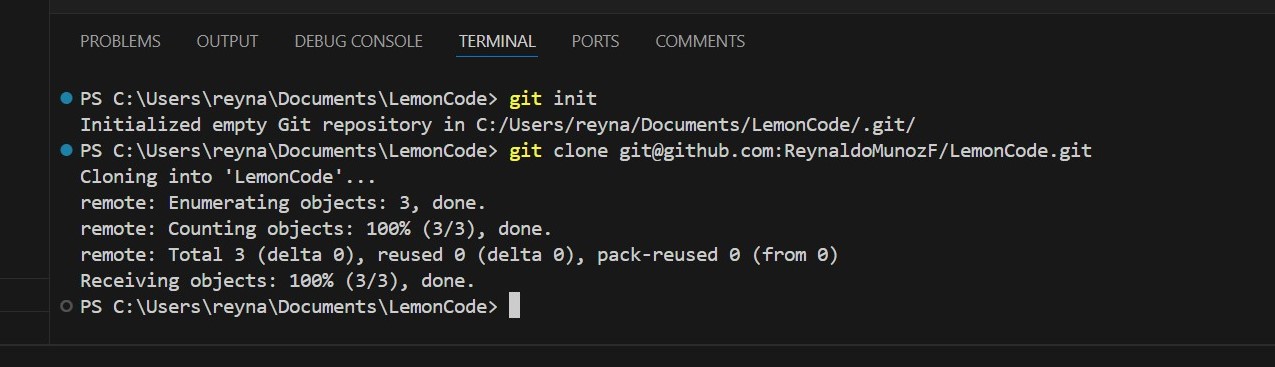 PROBLEMS OUTPUT DEBUG CONSOLE TERMINAL PORTS COMMENTS
PS C:\Users\reyna\Documents\LemonCode> git init
Initialized empty Git repository in C:/Users/reyna/Documents/LemonCode/.git/
PS C:\Users\reyna\Documents\LemonCode> git clone git@github.com:ReynaldoMunozF/LemonCode.git
Cloning into 'LemonCode'...
remote: Enumerating objects: 3, done.
remote: Counting objects: 100% (3/3), done.
remote: Total 3 (delta 0), reused 0 (delta 0), pack-reused 0 (from 0)
Receiving objects: 100% (3/3), done.
PS C:\Users\reyna\Documents\LemonCode>